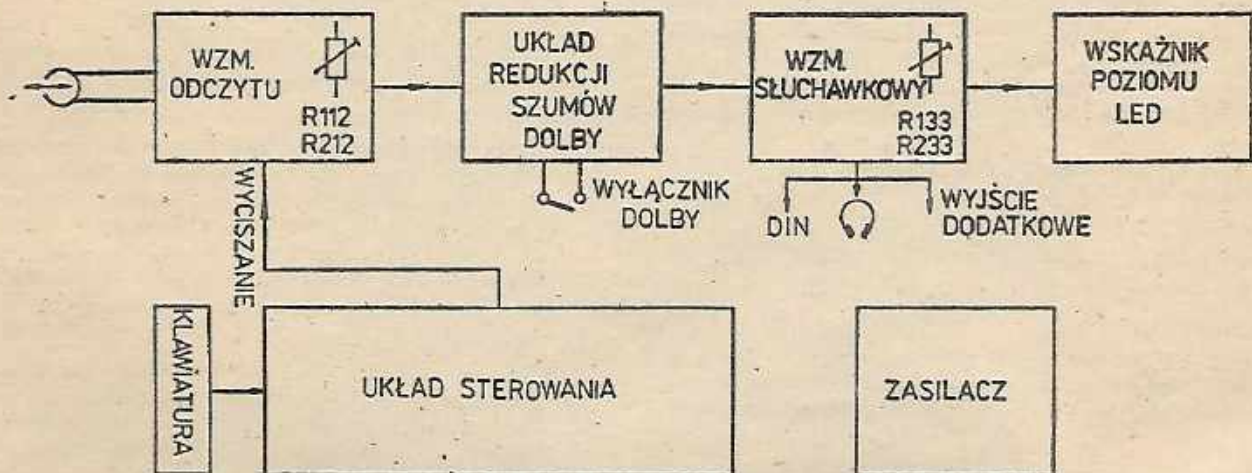 WZM.
ODCZYTU
R112
R212
UKŁAD
REDUKCJI
SZUMÓW
DOLBY
WZM.
SŁUCHAWKOWY
R133
R233
WSKAŹNIK
POZIOMU
LED
WYCISZANIE
WYŁĄCZNIK
DOLBY
DIN
WYJŚCIE
DODATKOWE
KLAWIATURA
UKŁAD STEROWANIA
ZASILACZ